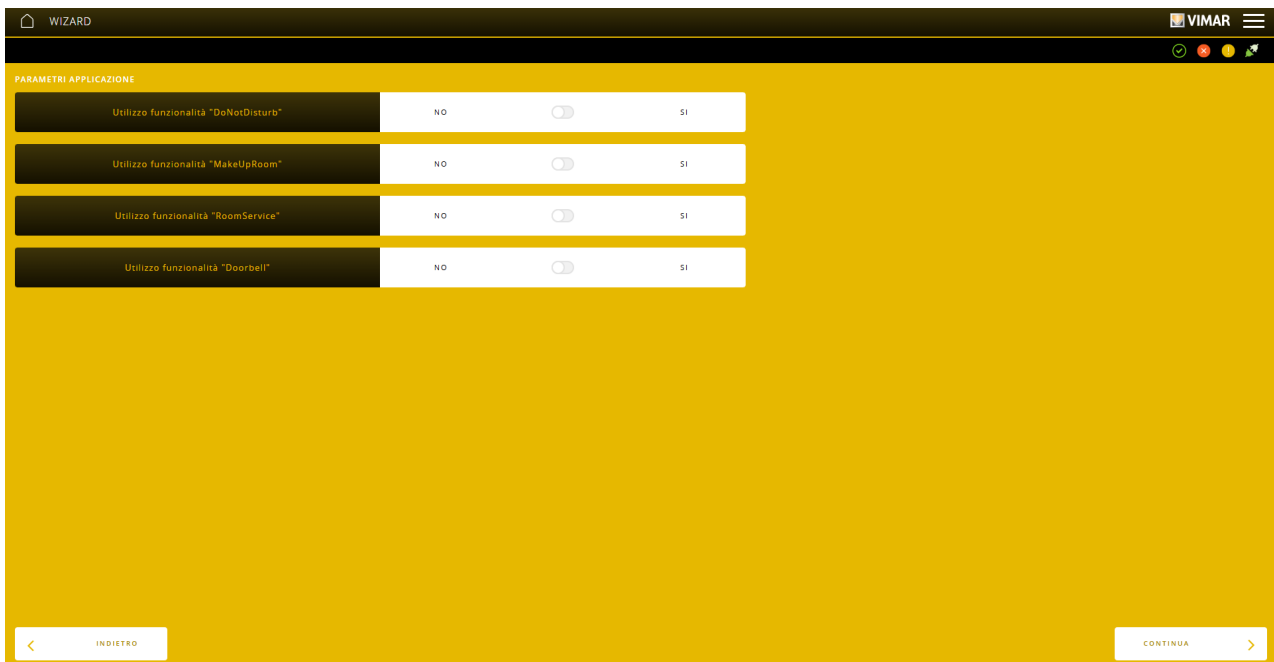 WIZARD
VIMAR
PARAMETRI APPLICAZIONE
Utilizzo funzionalità "DoNotDisturb" NO SI
Utilizzo funzionalità "MakeUpRoom" NO SI
Utilizzo funzionalità "RoomService" NO SI
Utilizzo funzionalità "Doorbell" NO SI
INDIETRO
CONTINUA